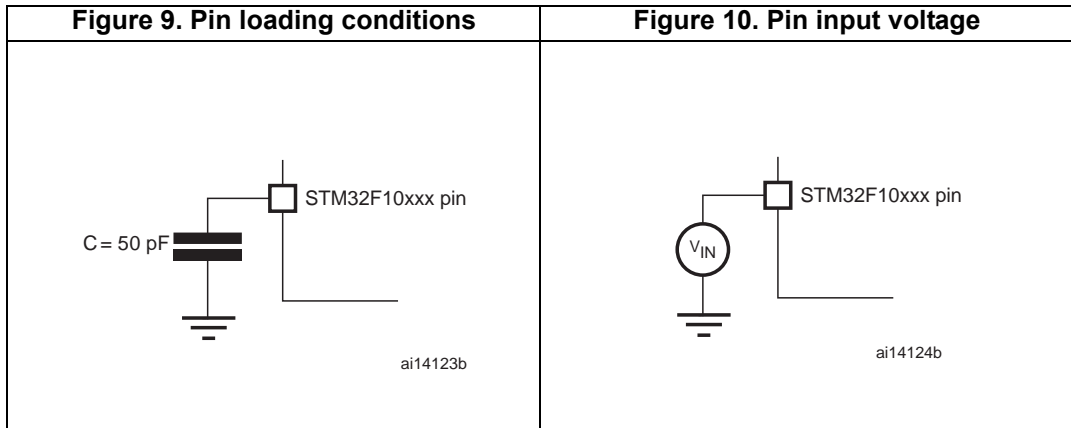 Figure 9. Pin loading conditions
Figure 10. Pin input voltage
STM32F10xxx pin
C = 50 pF
ai14123b
STM32F10xxx pin
VIN
ai14124b